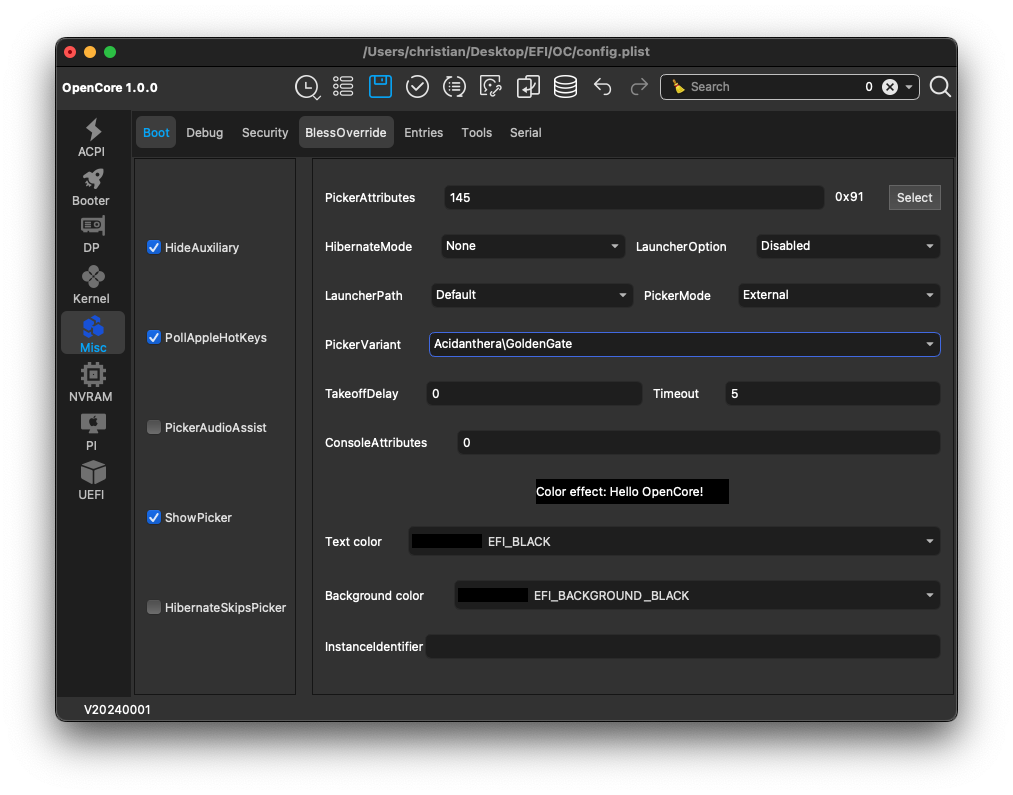 /Users/christian/Desktop/EFI/OC/config.plist
OpenCore 1.0.0
Search 0
ACPI
Booter
DP
Kernel
Misc
NVRAM
PI
UEFI
Boot Debug Security BlessOverride Entries Tools Serial
HideAuxiliary
PollAppleHotKeys
PickerAudioAssist
ShowPicker
HibernateSkipsPicker
PickerAttributes 145 0x91 Select
HibernateMode None LauncherOption Disabled
LauncherPath Default PickerMode External
PickerVariant Acidanthera\GoldenGate
TakeoffDelay 0 Timeout 5
ConsoleAttributes 0
Color effect: Hello OpenCore!
Text color EFI_BLACK
Background color EFI_BACKGROUND_BLACK
InstanceIdentifier
V20240001